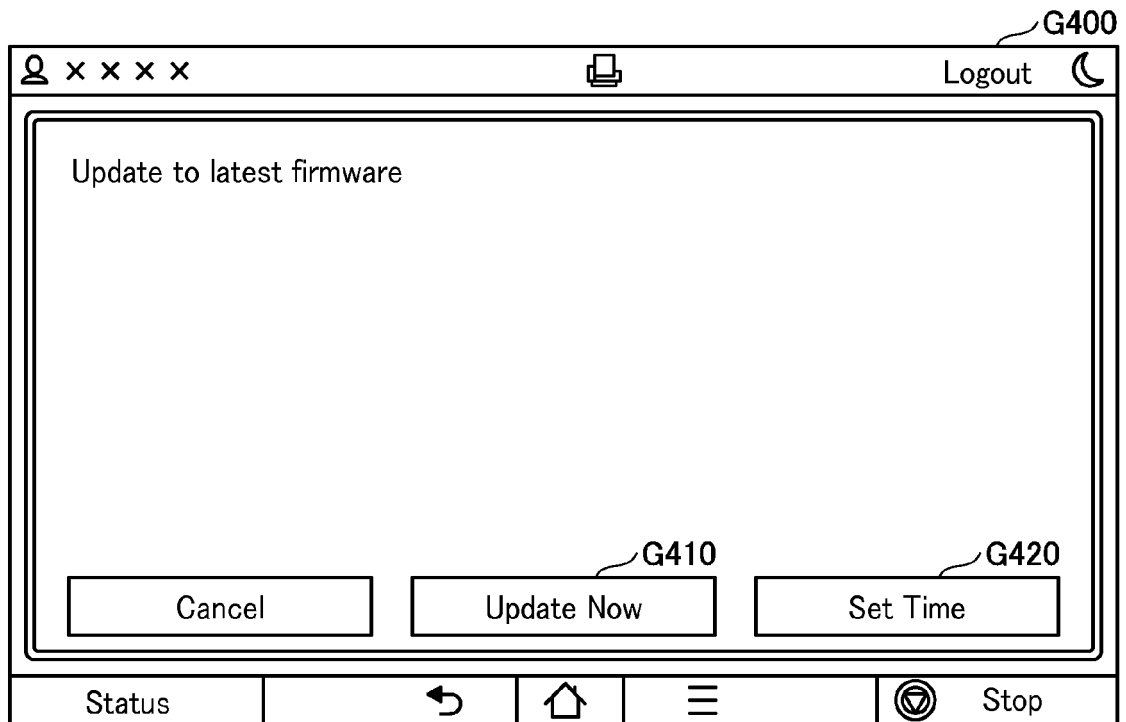 G400
× × × × Logout
Update to latest firmware
G410 G420
Cancel Update Now Set Time
Status Stop